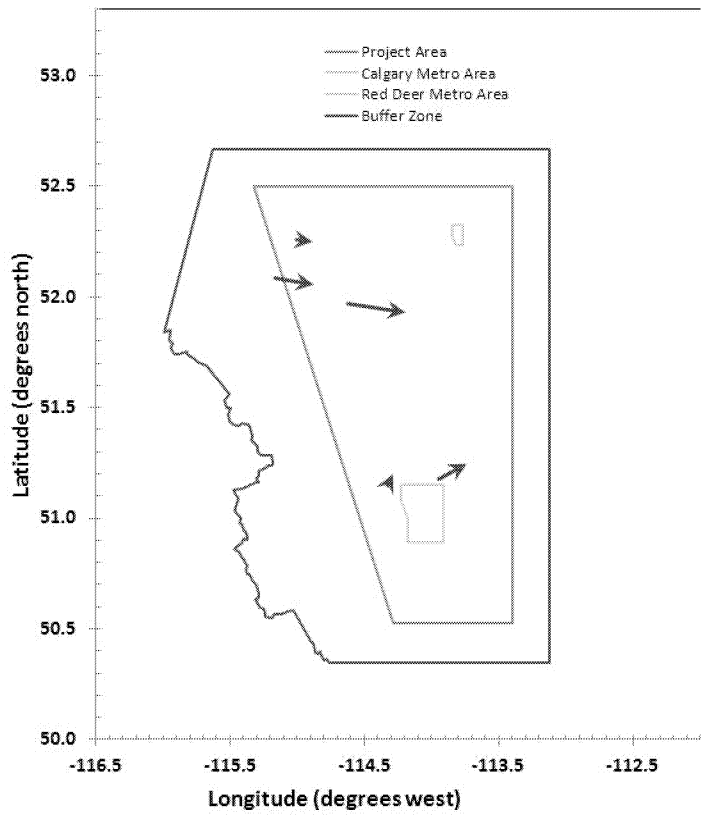 Project Area
Calgary Metro Area
Red Deer Metro Area
Buffer Zone
53.0
52.5
52.0
51.5
51.0
50.5
50.0
Latitude (degrees north)
-116.5 -115.5 -114.5 -113.5 -112.5
Longitude (degrees west)